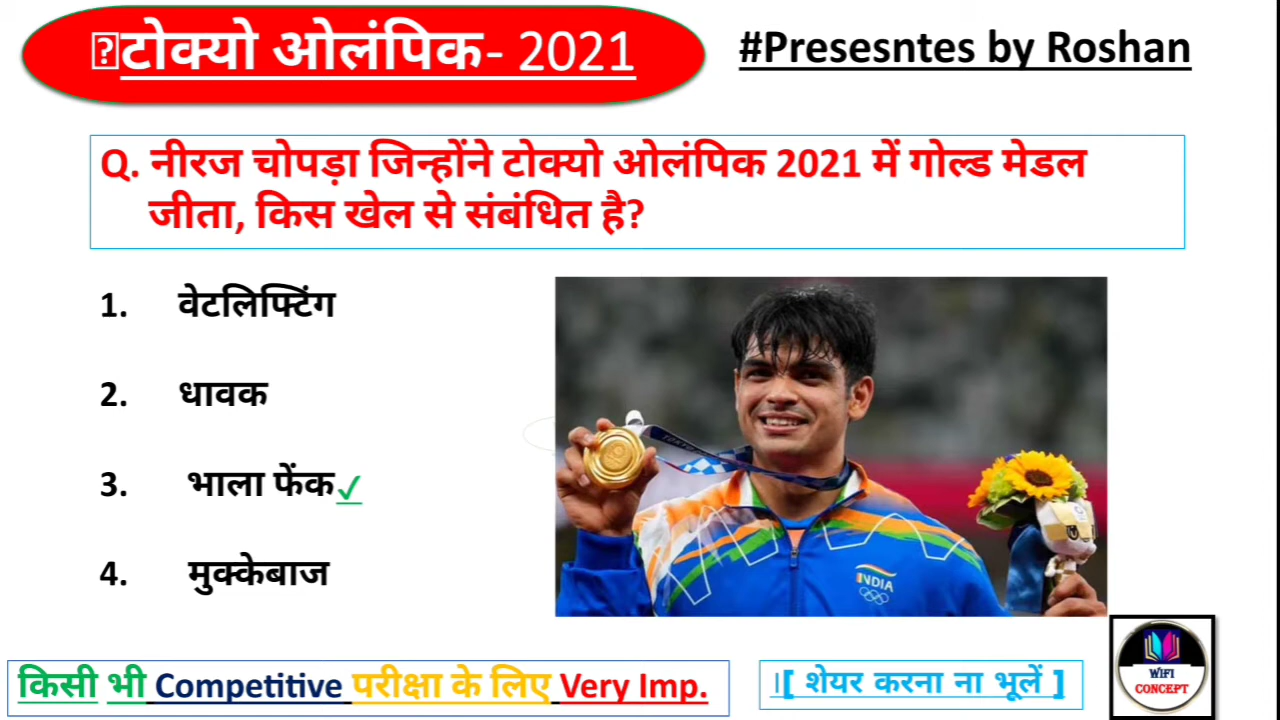 टोक्यो ओलंपिक- 2021
#Presesntes by Roshan
Q. नीरज चोपड़ा जिन्होंने टोक्यो ओलंपिक 2021 में गोल्ड मेडल
जीता, किस खेल से संबंधित है?
1. वेटलिफ्टिंग
2. धावक
3. भाला फेंक✓
4. मुक्केबाज
TOKYO
INDIA
किसी भी Competitive परीक्षा के लिए Very Imp.
।[ शेयर करना ना भूलें ]
WiFi
CONCEPT